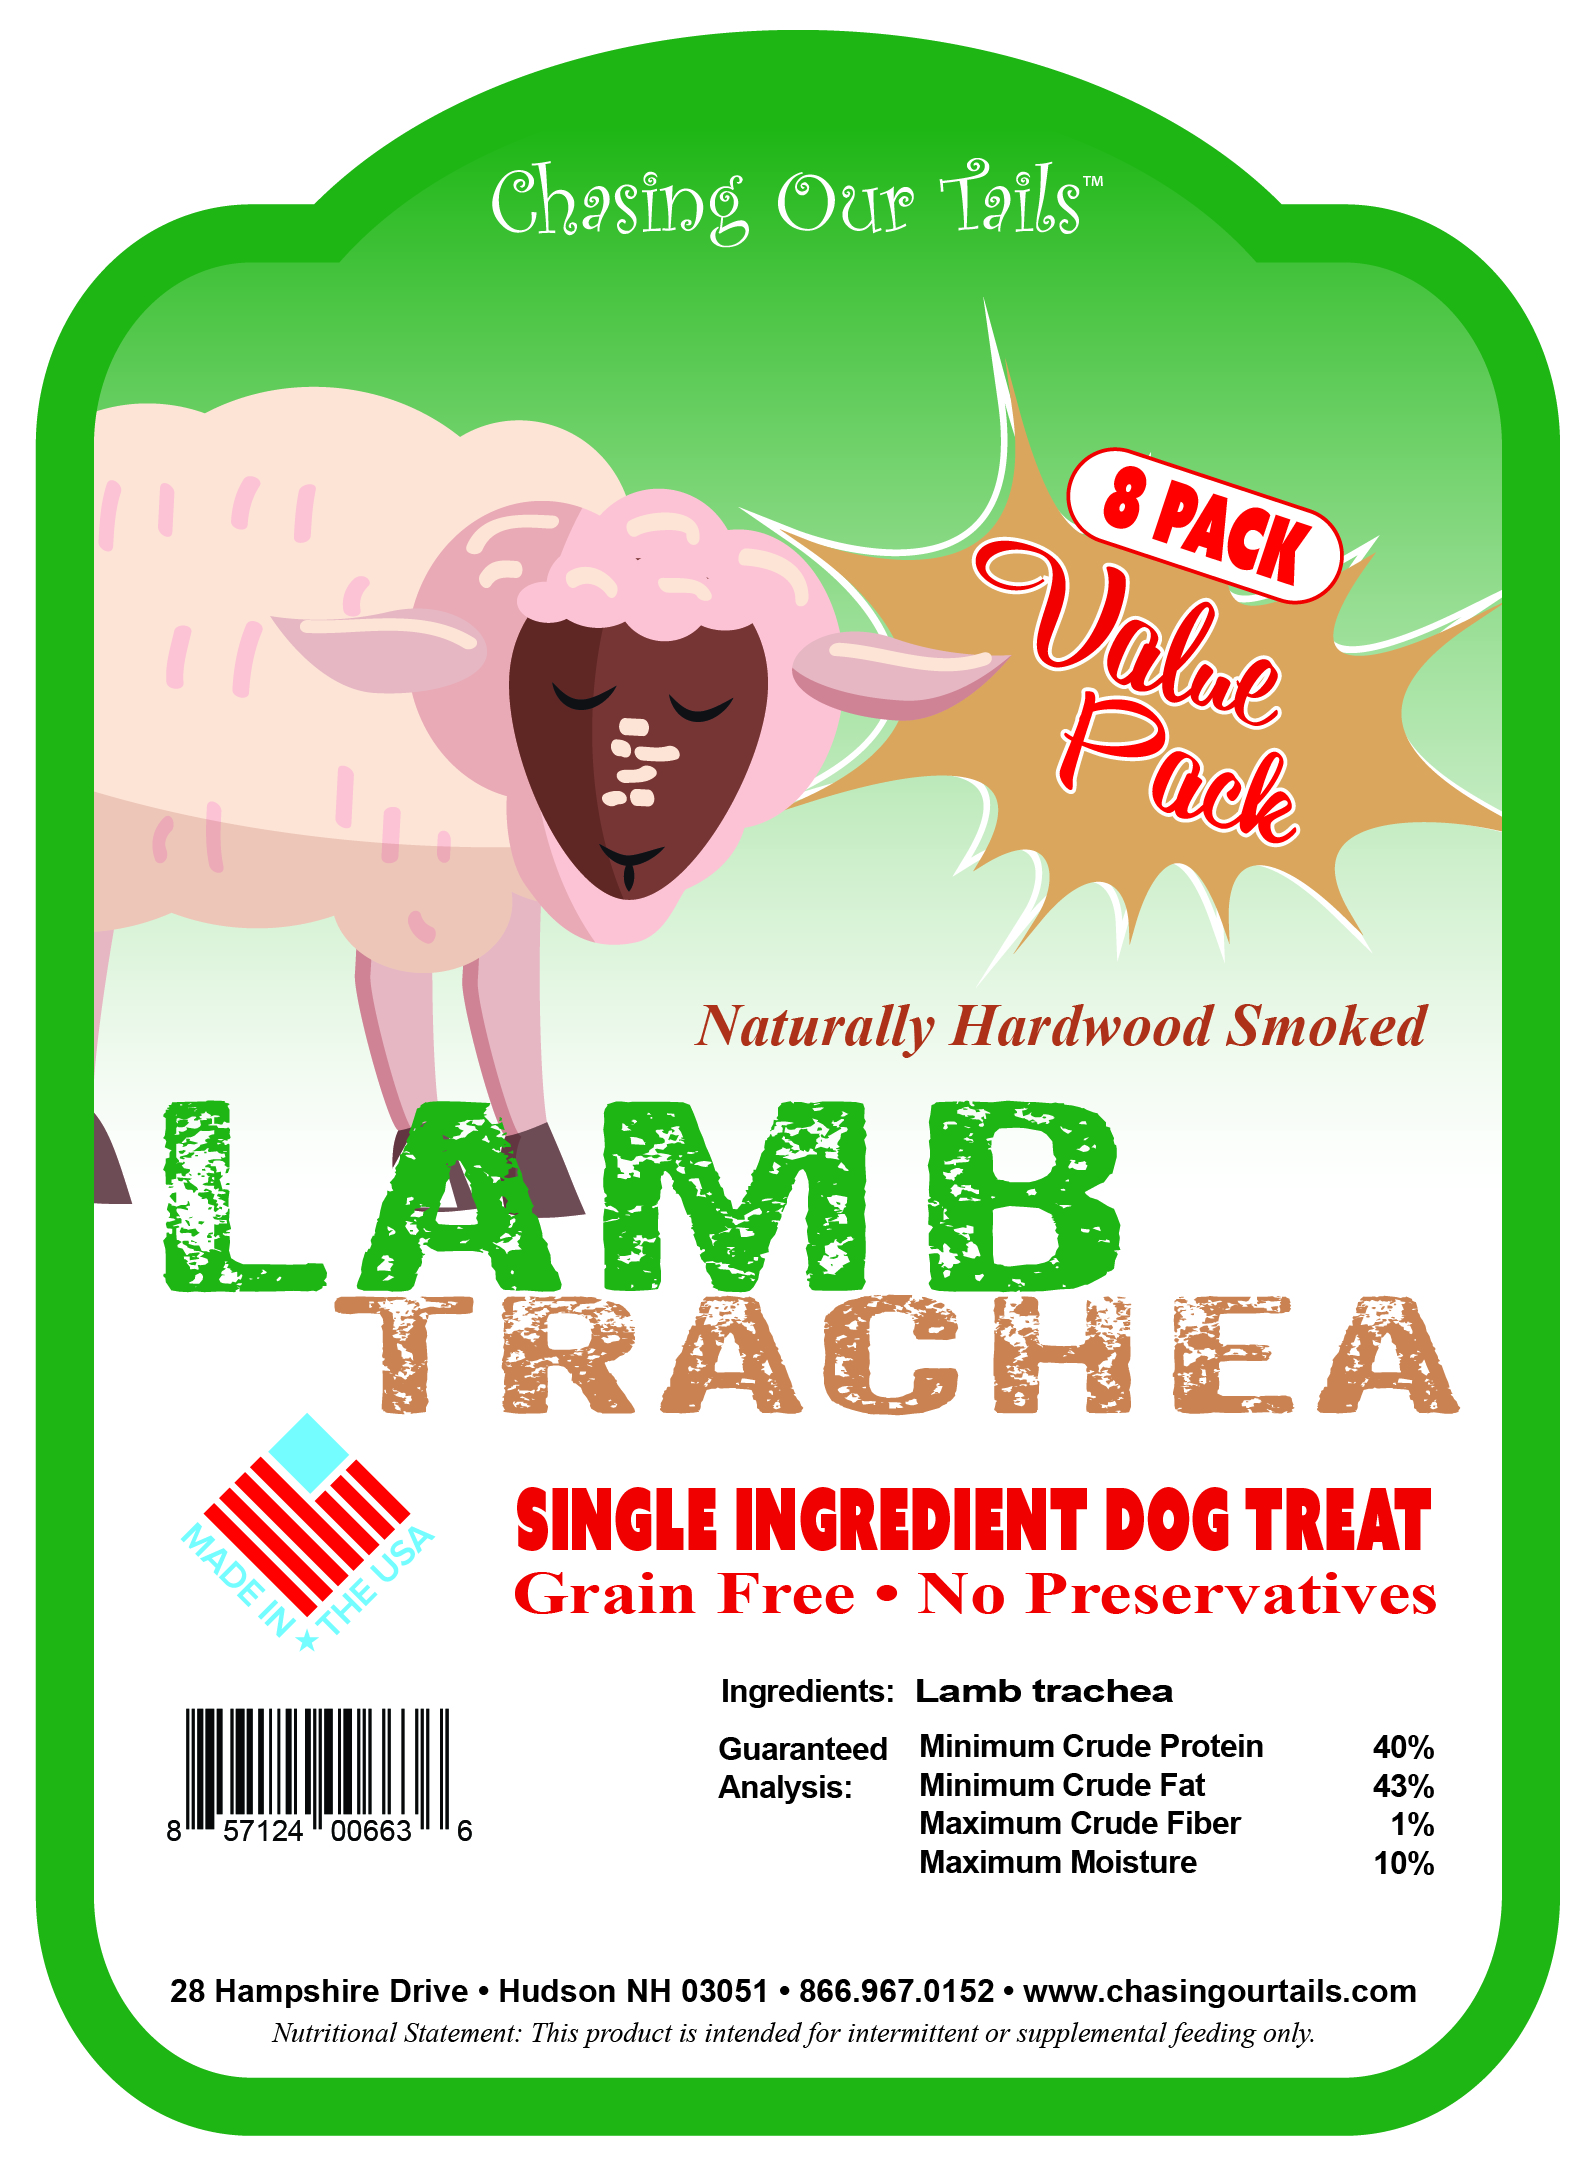 Chasing Our Tails™
8 PACK
Value
Pack
Naturally Hardwood Smoked
LAMB
TRACHEA
MADE IN ★ THE USA
SINGLE INGREDIENT DOG TREAT
Grain Free • No Preservatives
Ingredients: Lamb trachea
Guaranteed Analysis:
Minimum Crude Protein 40%
Minimum Crude Fat 43%
Maximum Crude Fiber 1%
Maximum Moisture 10%
8 57124 00663 6
28 Hampshire Drive • Hudson NH 03051 • 866.967.0152 • www.chasingourtails.com
Nutritional Statement: This product is intended for intermittent or supplemental feeding only.